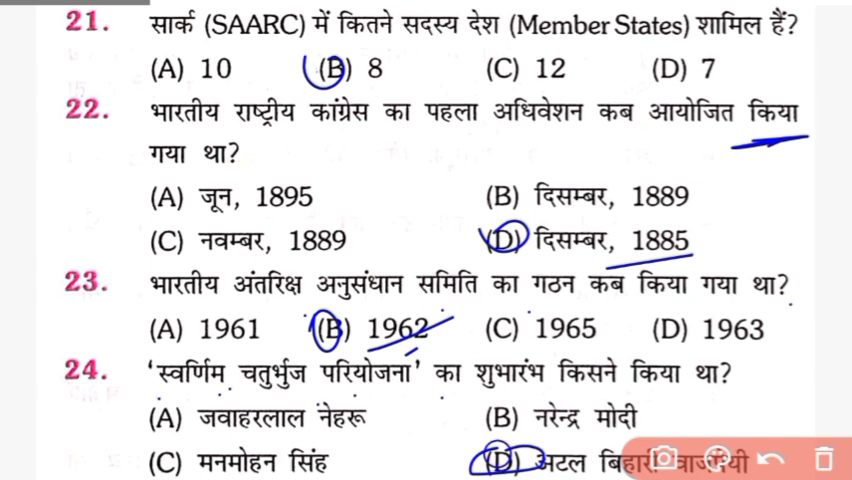 21. सार्क (SAARC) में कितने सदस्य देश (Member States) शामिल हैं?
(A) 10 (B) 8 (C) 12 (D) 7
22. भारतीय राष्ट्रीय कांग्रेस का पहला अधिवेशन कब आयोजित किया
गया था?
(A) जून, 1895 (B) दिसम्बर, 1889
(C) नवम्बर, 1889 (D) दिसम्बर, 1885
23. भारतीय अंतरिक्ष अनुसंधान समिति का गठन कब किया गया था?
(A) 1961 (B) 1962 (C) 1965 (D) 1963
24. 'स्वर्णिम चतुर्भुज परियोजना' का शुभारंभ किसने किया था?
(A) जवाहरलाल नेहरू (B) नरेन्द्र मोदी
(C) मनमोहन सिंह (D) अटल बिहारी वाजपेयी